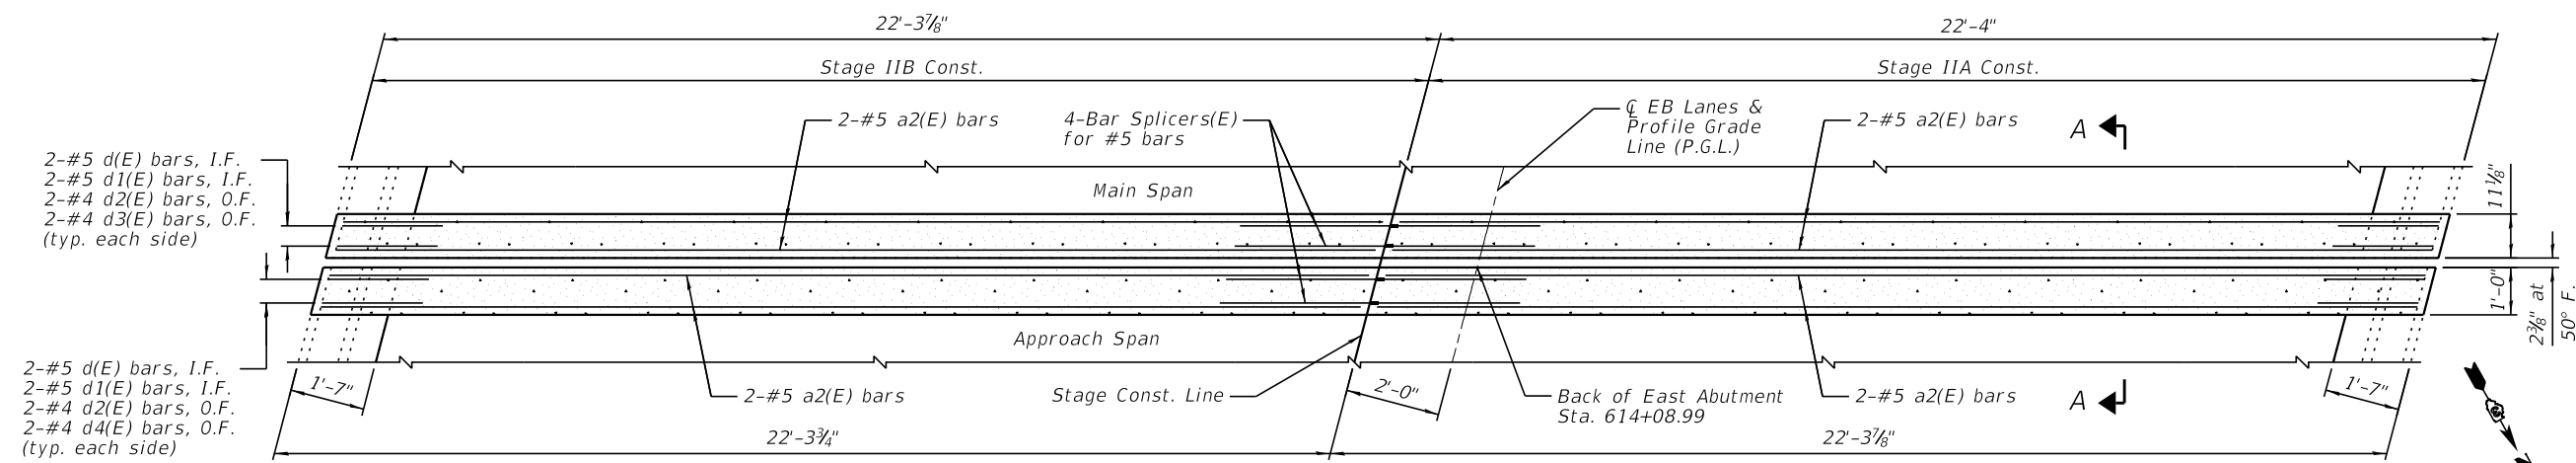 22'-3⅞"
22'-4"
Stage IIB Const.
Stage IIA Const.
2-#5 a2(E) bars
4-Bar Splicers(E)
for #5 bars
℄ EB Lanes &
Profile Grade
Line (P.G.L.)
2-#5 a2(E) bars
A
2-#5 d(E) bars, I.F.
2-#5 d1(E) bars, I.F.
2-#4 d2(E) bars, O.F.
2-#4 d3(E) bars, O.F.
(typ. each side)
Main Span
11⅛"
1'-0"
2⅜" at
50° F.
Approach Span
2-#5 d(E) bars, I.F.
2-#5 d1(E) bars, I.F.
2-#4 d2(E) bars, O.F.
2-#4 d4(E) bars, O.F.
(typ. each side)
1'-7"
2-#5 a2(E) bars
Stage Const. Line
2'-0"
Back of East Abutment
Sta. 614+08.99
2-#5 a2(E) bars
A
1'-7"
22'-3¾"
22'-3⅞"